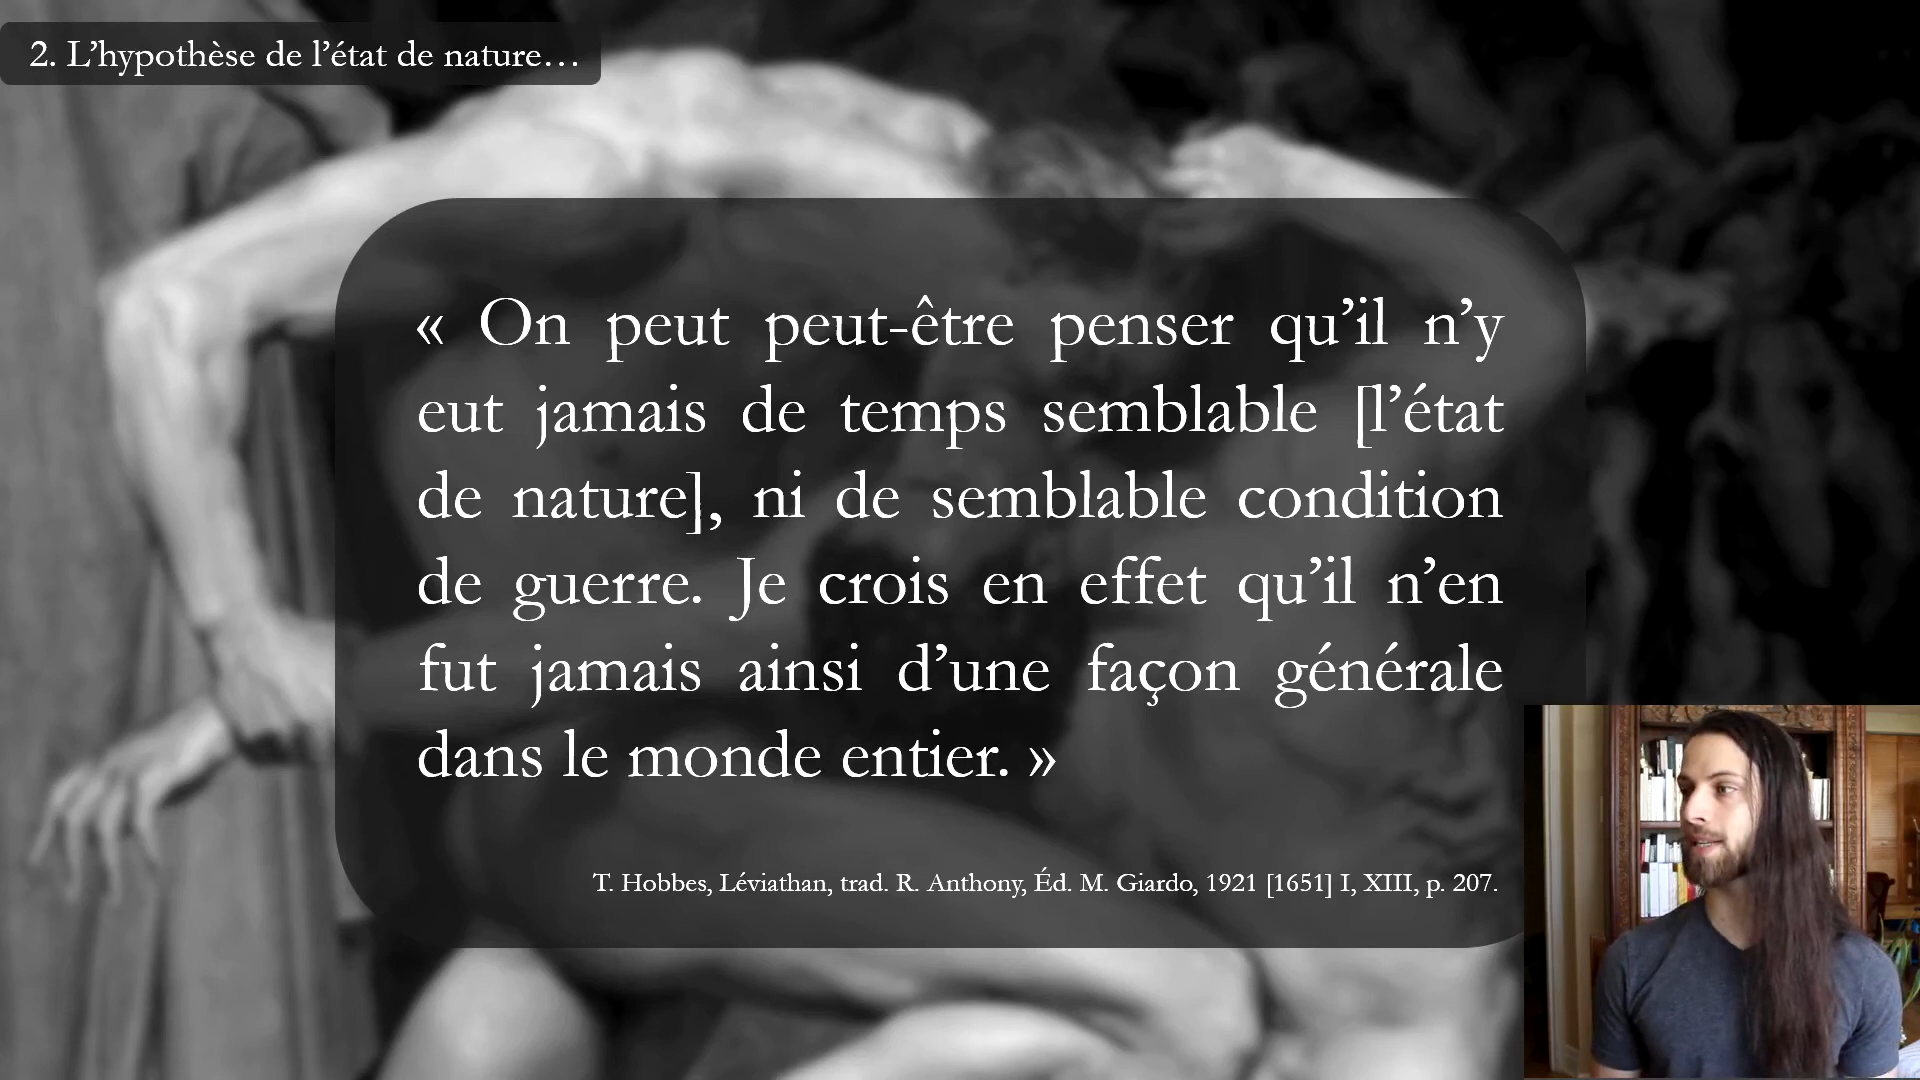 2. L’hypothèse de l’état de nature…
« On peut peut-être penser qu’il n’y
eut jamais de temps semblable [l’état
de nature], ni de semblable condition
de guerre. Je crois en effet qu’il n’en
fut jamais ainsi d’une façon générale
dans le monde entier. »
T. Hobbes, Léviathan, trad. R. Anthony, Éd. M. Giardo, 1921 [1651] I, XIII, p. 207.